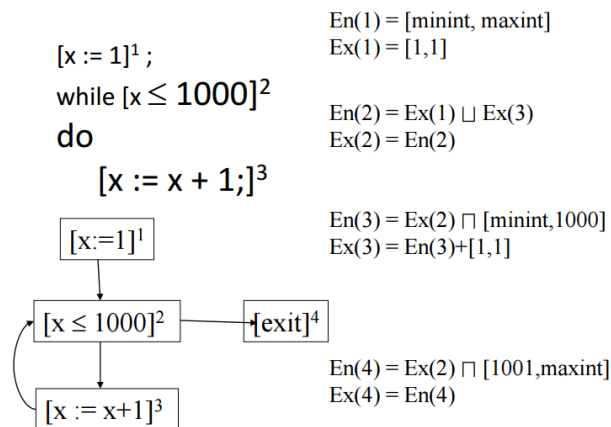 [x := 1]¹ ;
while [x ≤ 1000]²
do
[x := x + 1;]³
[x:=1]¹
[x ≤ 1000]²
[exit]⁴
[x := x+1]³
En(1) = [minint, maxint]
Ex(1) = [1,1]
En(2) = Ex(1) ⊔ Ex(3)
Ex(2) = En(2)
En(3) = Ex(2) ⊓ [minint,1000]
Ex(3) = En(3)+[1,1]
En(4) = Ex(2) ⊓ [1001,maxint]
Ex(4) = En(4)